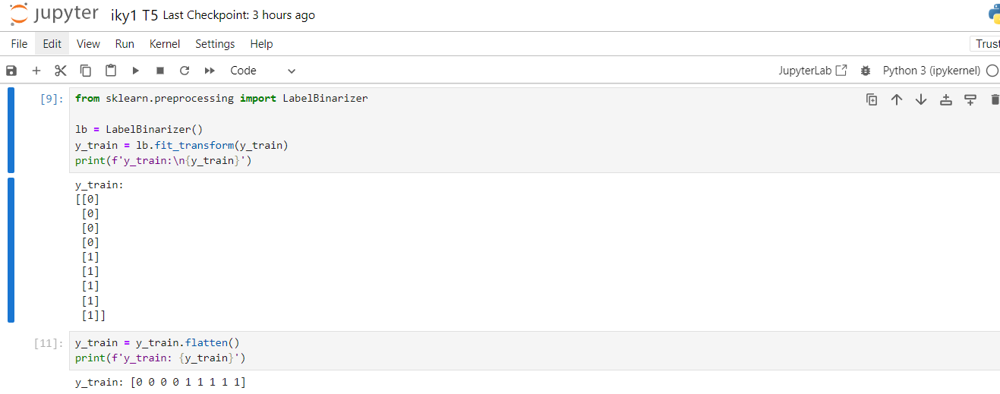 jupyter iky1 T5 Last Checkpoint: 3 hours ago
File Edit View Run Kernel Settings Help Trust
Code JupyterLab Python 3 (ipykernel)
[9]: from sklearn.preprocessing import LabelBinarizer
lb = LabelBinarizer()
y_train = lb.fit_transform(y_train)
print(f'y_train:\n{y_train}')
y_train:
[[0]
[0]
[0]
[0]
[1]
[1]
[1]
[1]
[1]]
[11]: y_train = y_train.flatten()
print(f'y_train: {y_train}')
y_train: [0 0 0 0 1 1 1 1 1]